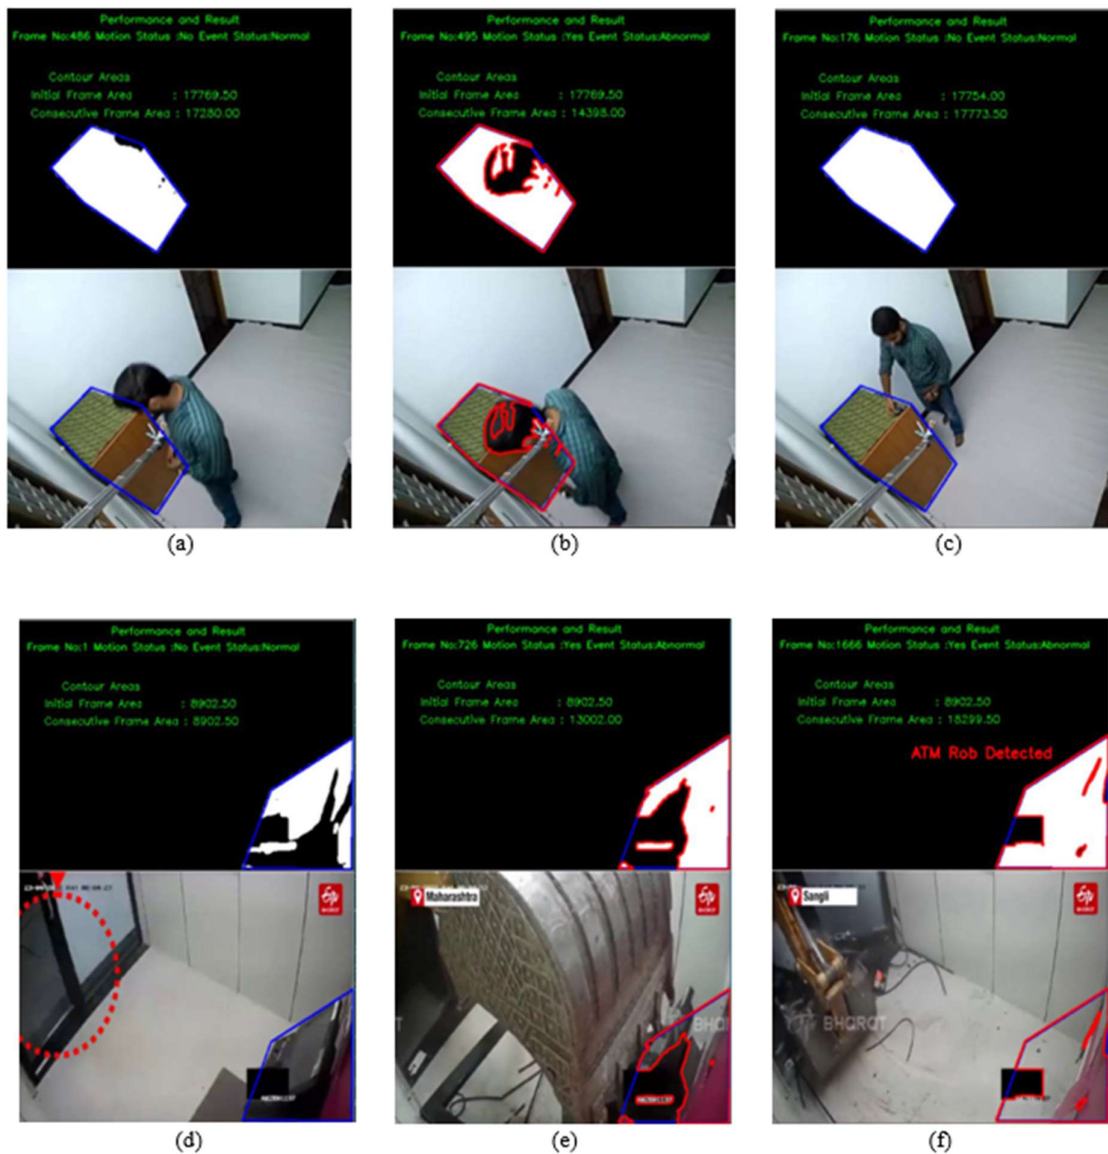 Performance and Result
Frame No:486 Motion Status :No Event Status:Normal
Contour Areas
Initial Frame Area : 17769.50
Consecutive Frame Area : 17280.00
(a)
Performance and Result
Frame No:495 Motion Status :Yes Event Status:Abnormal
Contour Areas
Initial Frame Area : 17769.50
Consecutive Frame Area : 14398.00
(b)
Performance and Result
Frame No:176 Motion Status :No Event Status:Normal
Contour Areas
Initial Frame Area : 17754.00
Consecutive Frame Area : 17773.50
(c)
Performance and Result
Frame No:1 Motion Status :No Event Status:Normal
Contour Areas
Initial Frame Area : 8902.50
Consecutive Frame Area : 8902.50
BHARAT
(d)
Performance and Result
Frame No:726 Motion Status :Yes Event Status:Abnormal
Contour Areas
Initial Frame Area : 8902.50
Consecutive Frame Area : 13002.00
Maharashtra
BHARAT
BHARAT
(e)
Performance and Result
Frame No:1666 Motion Status :Yes Event Status:Abnormal
Contour Areas
Initial Frame Area : 8902.50
Consecutive Frame Area : 18299.50
ATM Rob Detected
Sangli
BHARAT
BHARAT
(f)